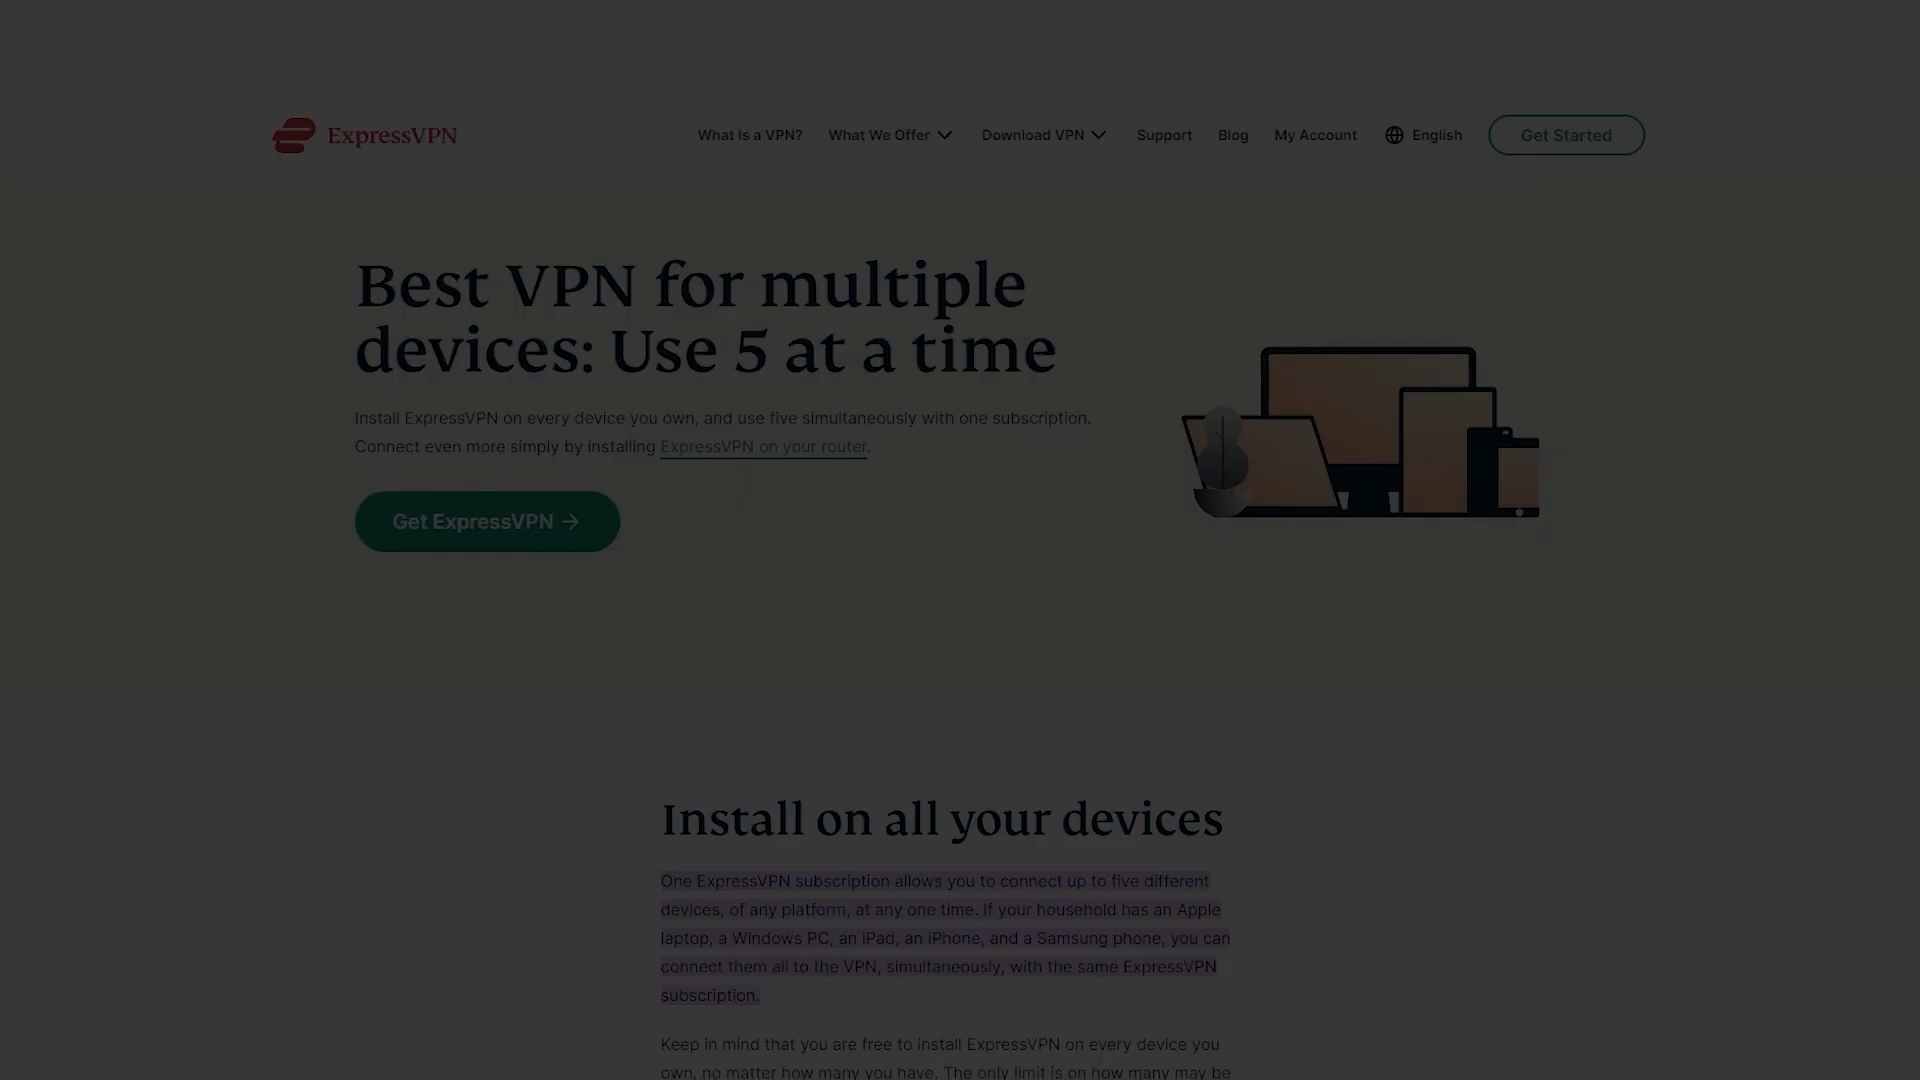 ExpressVPN
What Is a VPN?
What We Offer
Download VPN
Support
Blog
My Account
English
Get Started
Best VPN for multiple
devices: Use 5 at a time
Install ExpressVPN on every device you own, and use five simultaneously with one subscription.
Connect even more simply by installing ExpressVPN on your router.
Get ExpressVPN →
Install on all your devices
One ExpressVPN subscription allows you to connect up to five different
devices, of any platform, at any one time. If your household has an Apple
laptop, a Windows PC, an iPad, an iPhone, and a Samsung phone, you can
connect them all to the VPN, simultaneously, with the same ExpressVPN
subscription.
Keep in mind that you are free to install ExpressVPN on every device you
own, no matter how many you have. The only limit is on how many may be